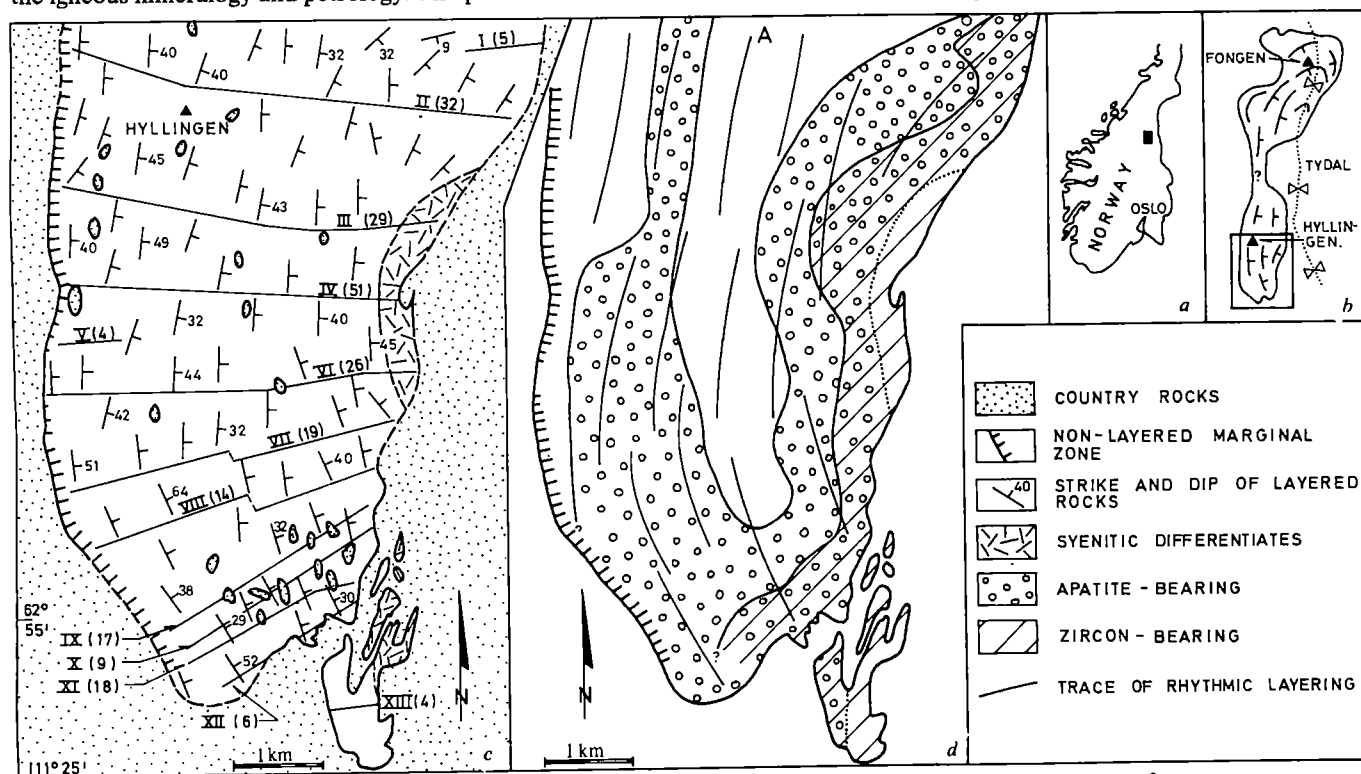 the igneous mineralogy and petrology.
40
40
32
32
9
I (5)
II (32)
HYLLINGEN
45
43
III (29)
40
49
IV (51)
V (4)
32
40
45
VI (26)
44
42
32
VII (19)
51
40
64
VIII (14)
32
38
30
29
62°
55'
IX (17)
X (9)
XI (18)
52
XII (6)
XIII (4)
N
11° 25'
1 km
c
A
?
N
1 km
d
NORWAY
OSLO
a
FONGEN
TYDAL
?
HYLLIN-
GEN.
b
COUNTRY ROCKS
NON-LAYERED MARGINAL
ZONE
40
STRIKE AND DIP OF LAYERED
ROCKS
SYENITIC DIFFERENTIATES
APATITE-BEARING
ZIRCON-BEARING
TRACE OF RHYTHMIC LAYERING